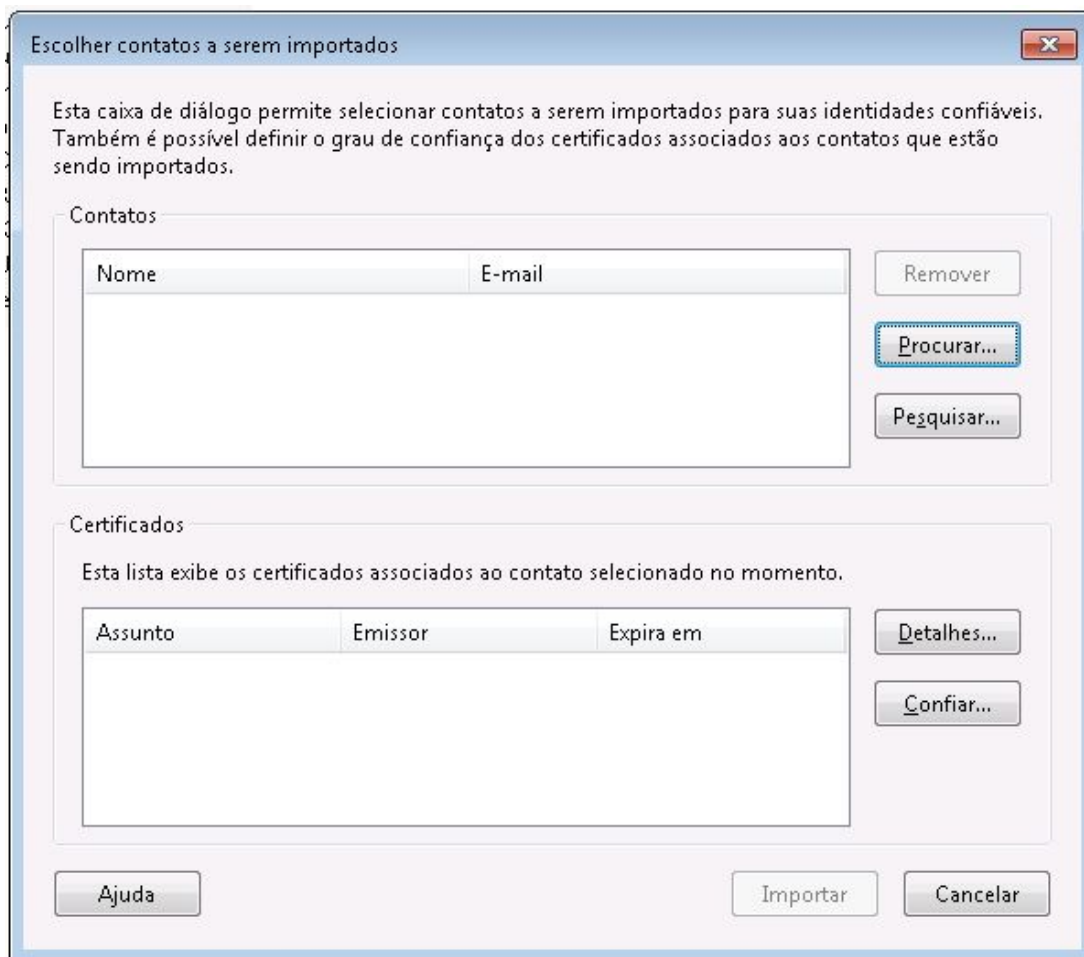 Escolher contatos a serem importados
Esta caixa de diálogo permite selecionar contatos a serem importados para suas identidades confiáveis.
Também é possível definir o grau de confiança dos certificados associados aos contatos que estão
sendo importados.
Contatos
Nome E-mail
Remover
Procurar...
Pesquisar...
Certificados
Esta lista exibe os certificados associados ao contato selecionado no momento.
Assunto Emissor Expira em
Detalhes...
Confiar...
Ajuda Importar Cancelar